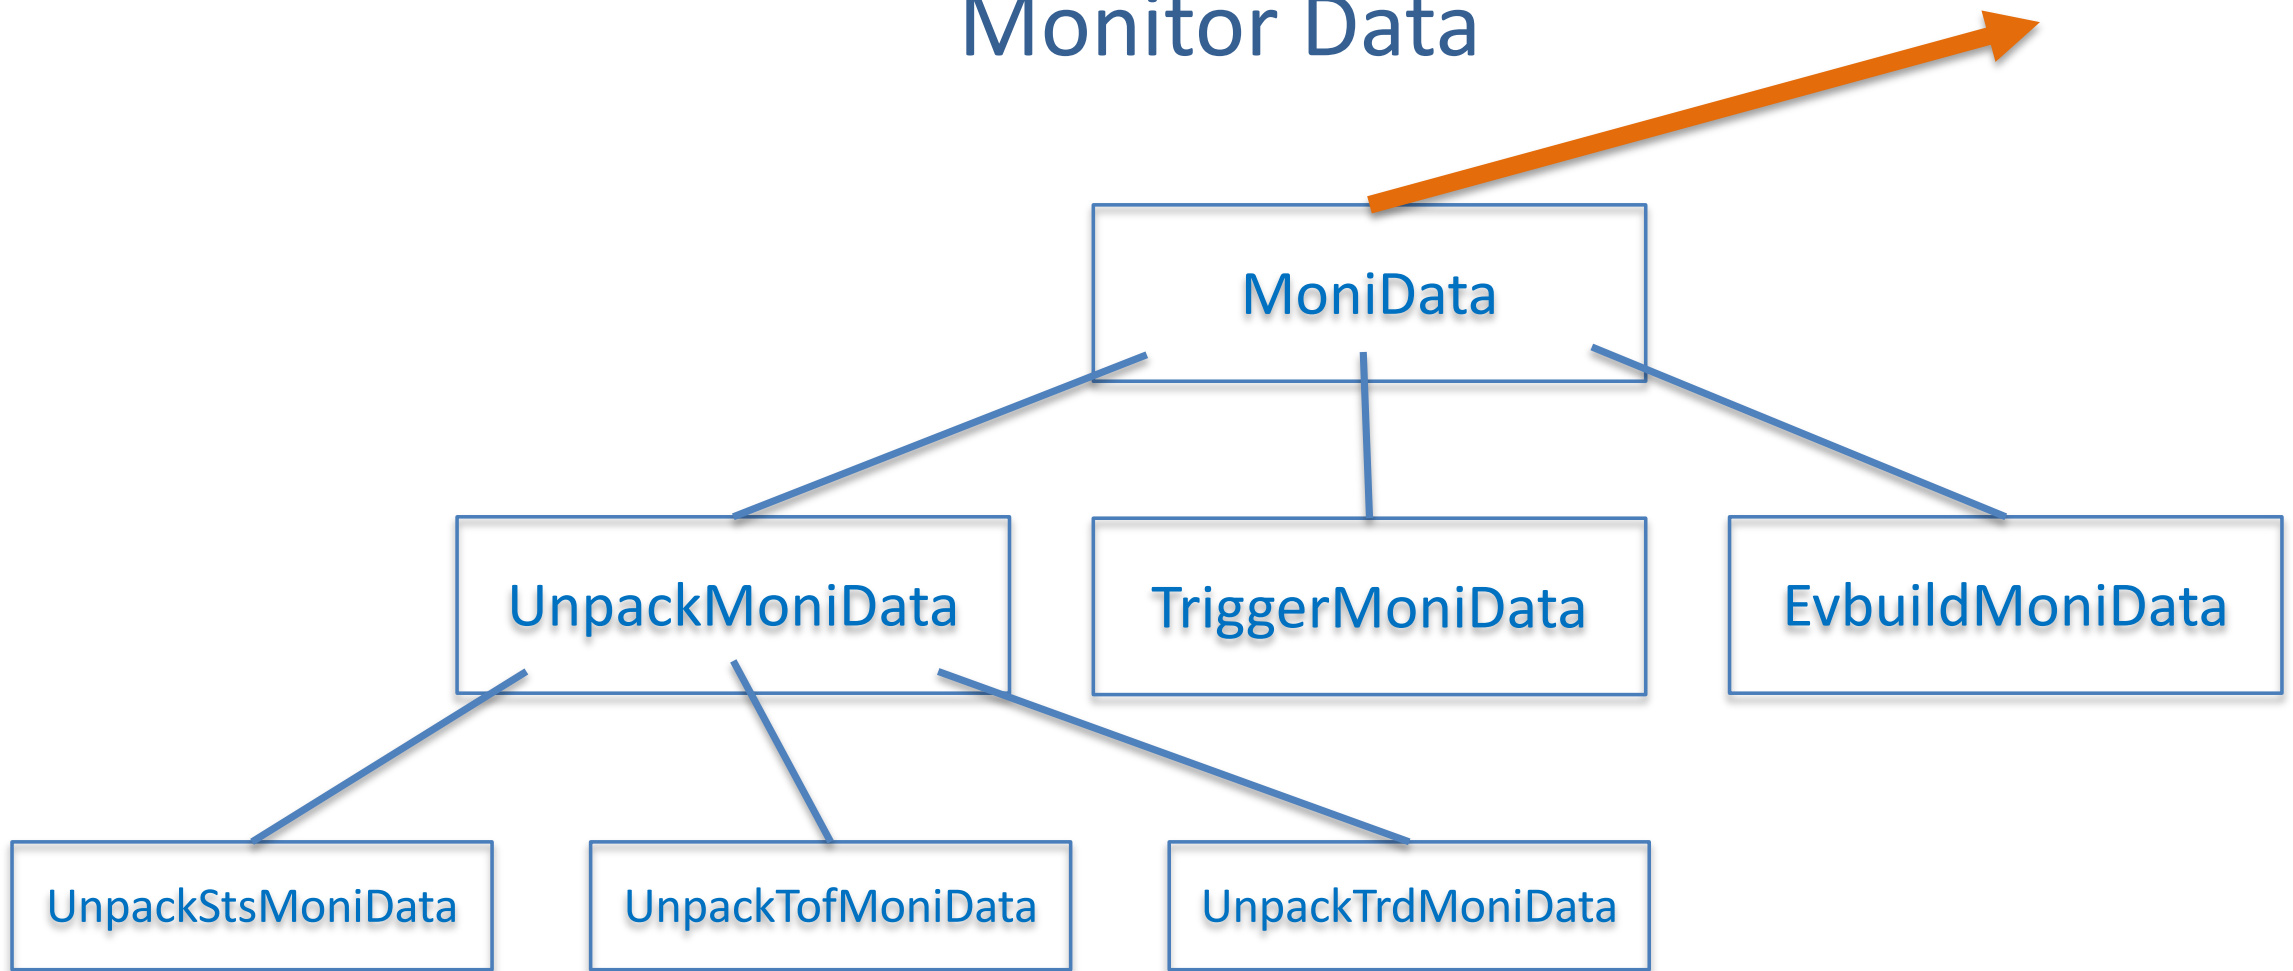 Monitor Data
MoniData
UnpackMoniData
TriggerMoniData
EvbuildMoniData
UnpackStsMoniData
UnpackTofMoniData
UnpackTrdMoniData